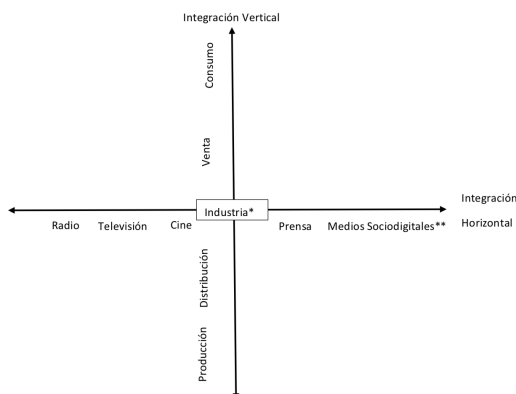 Integración Vertical
Consumo
Venta
Industria*
Integración
Horizontal
Radio
Televisión
Cine
Prensa
Medios Sociodigitales**
Distribución
Producción